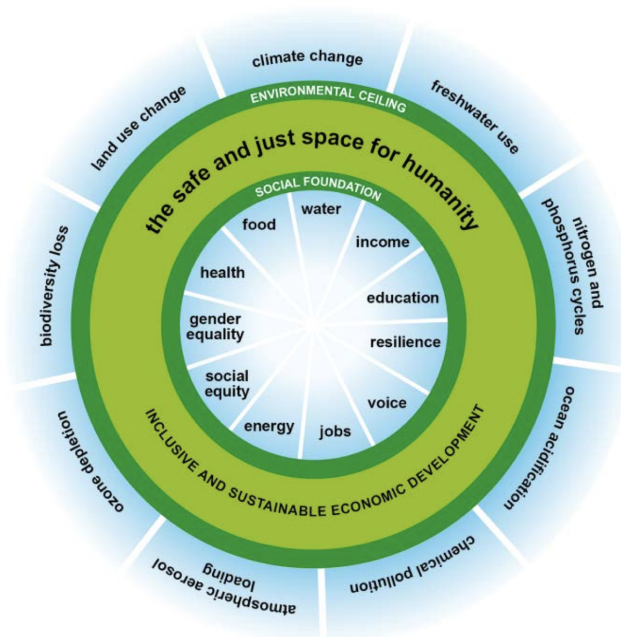 climate change
freshwater use
nitrogen and
phosphorus cycles
ocean acidification
chemical pollution
atmospheric aerosol
loading
ozone depletion
biodiversity loss
land use change
ENVIRONMENTAL CEILING
the safe and just space for humanity
SOCIAL FOUNDATION
water
income
education
resilience
voice
jobs
energy
social
equity
gender
equality
health
food
INCLUSIVE AND SUSTAINABLE ECONOMIC DEVELOPMENT